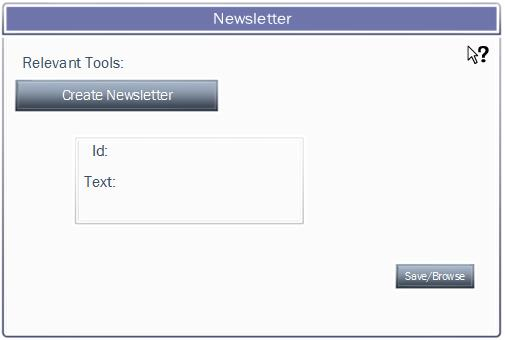 Newsletter
?
Relevant Tools:
Create Newsletter
Id:
Text:
Save/Browse